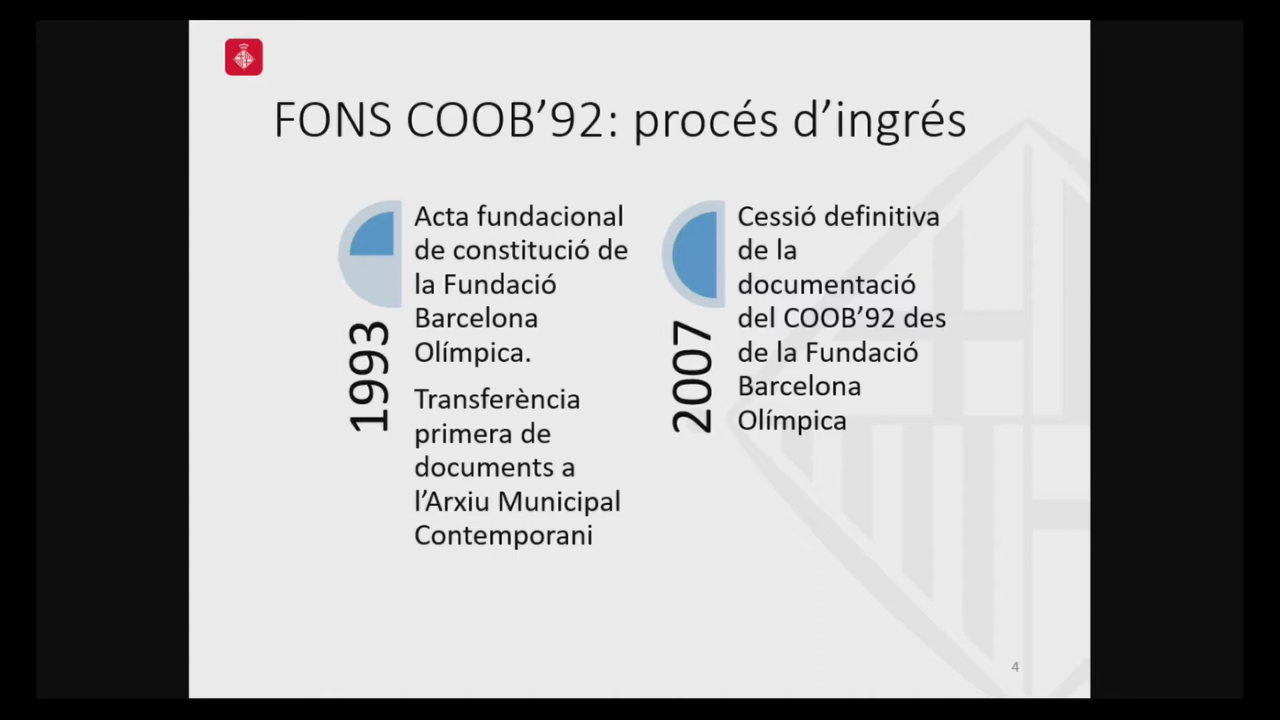 FONS COOB’92: procés d’ingrés
1993
Acta fundacional
de constitució de
la Fundació
Barcelona
Olímpica.
Transferència
primera de
documents a
l’Arxiu Municipal
Contemporani
2007
Cessió definitiva
de la
documentació
del COOB’92 des
de la Fundació
Barcelona
Olímpica
4